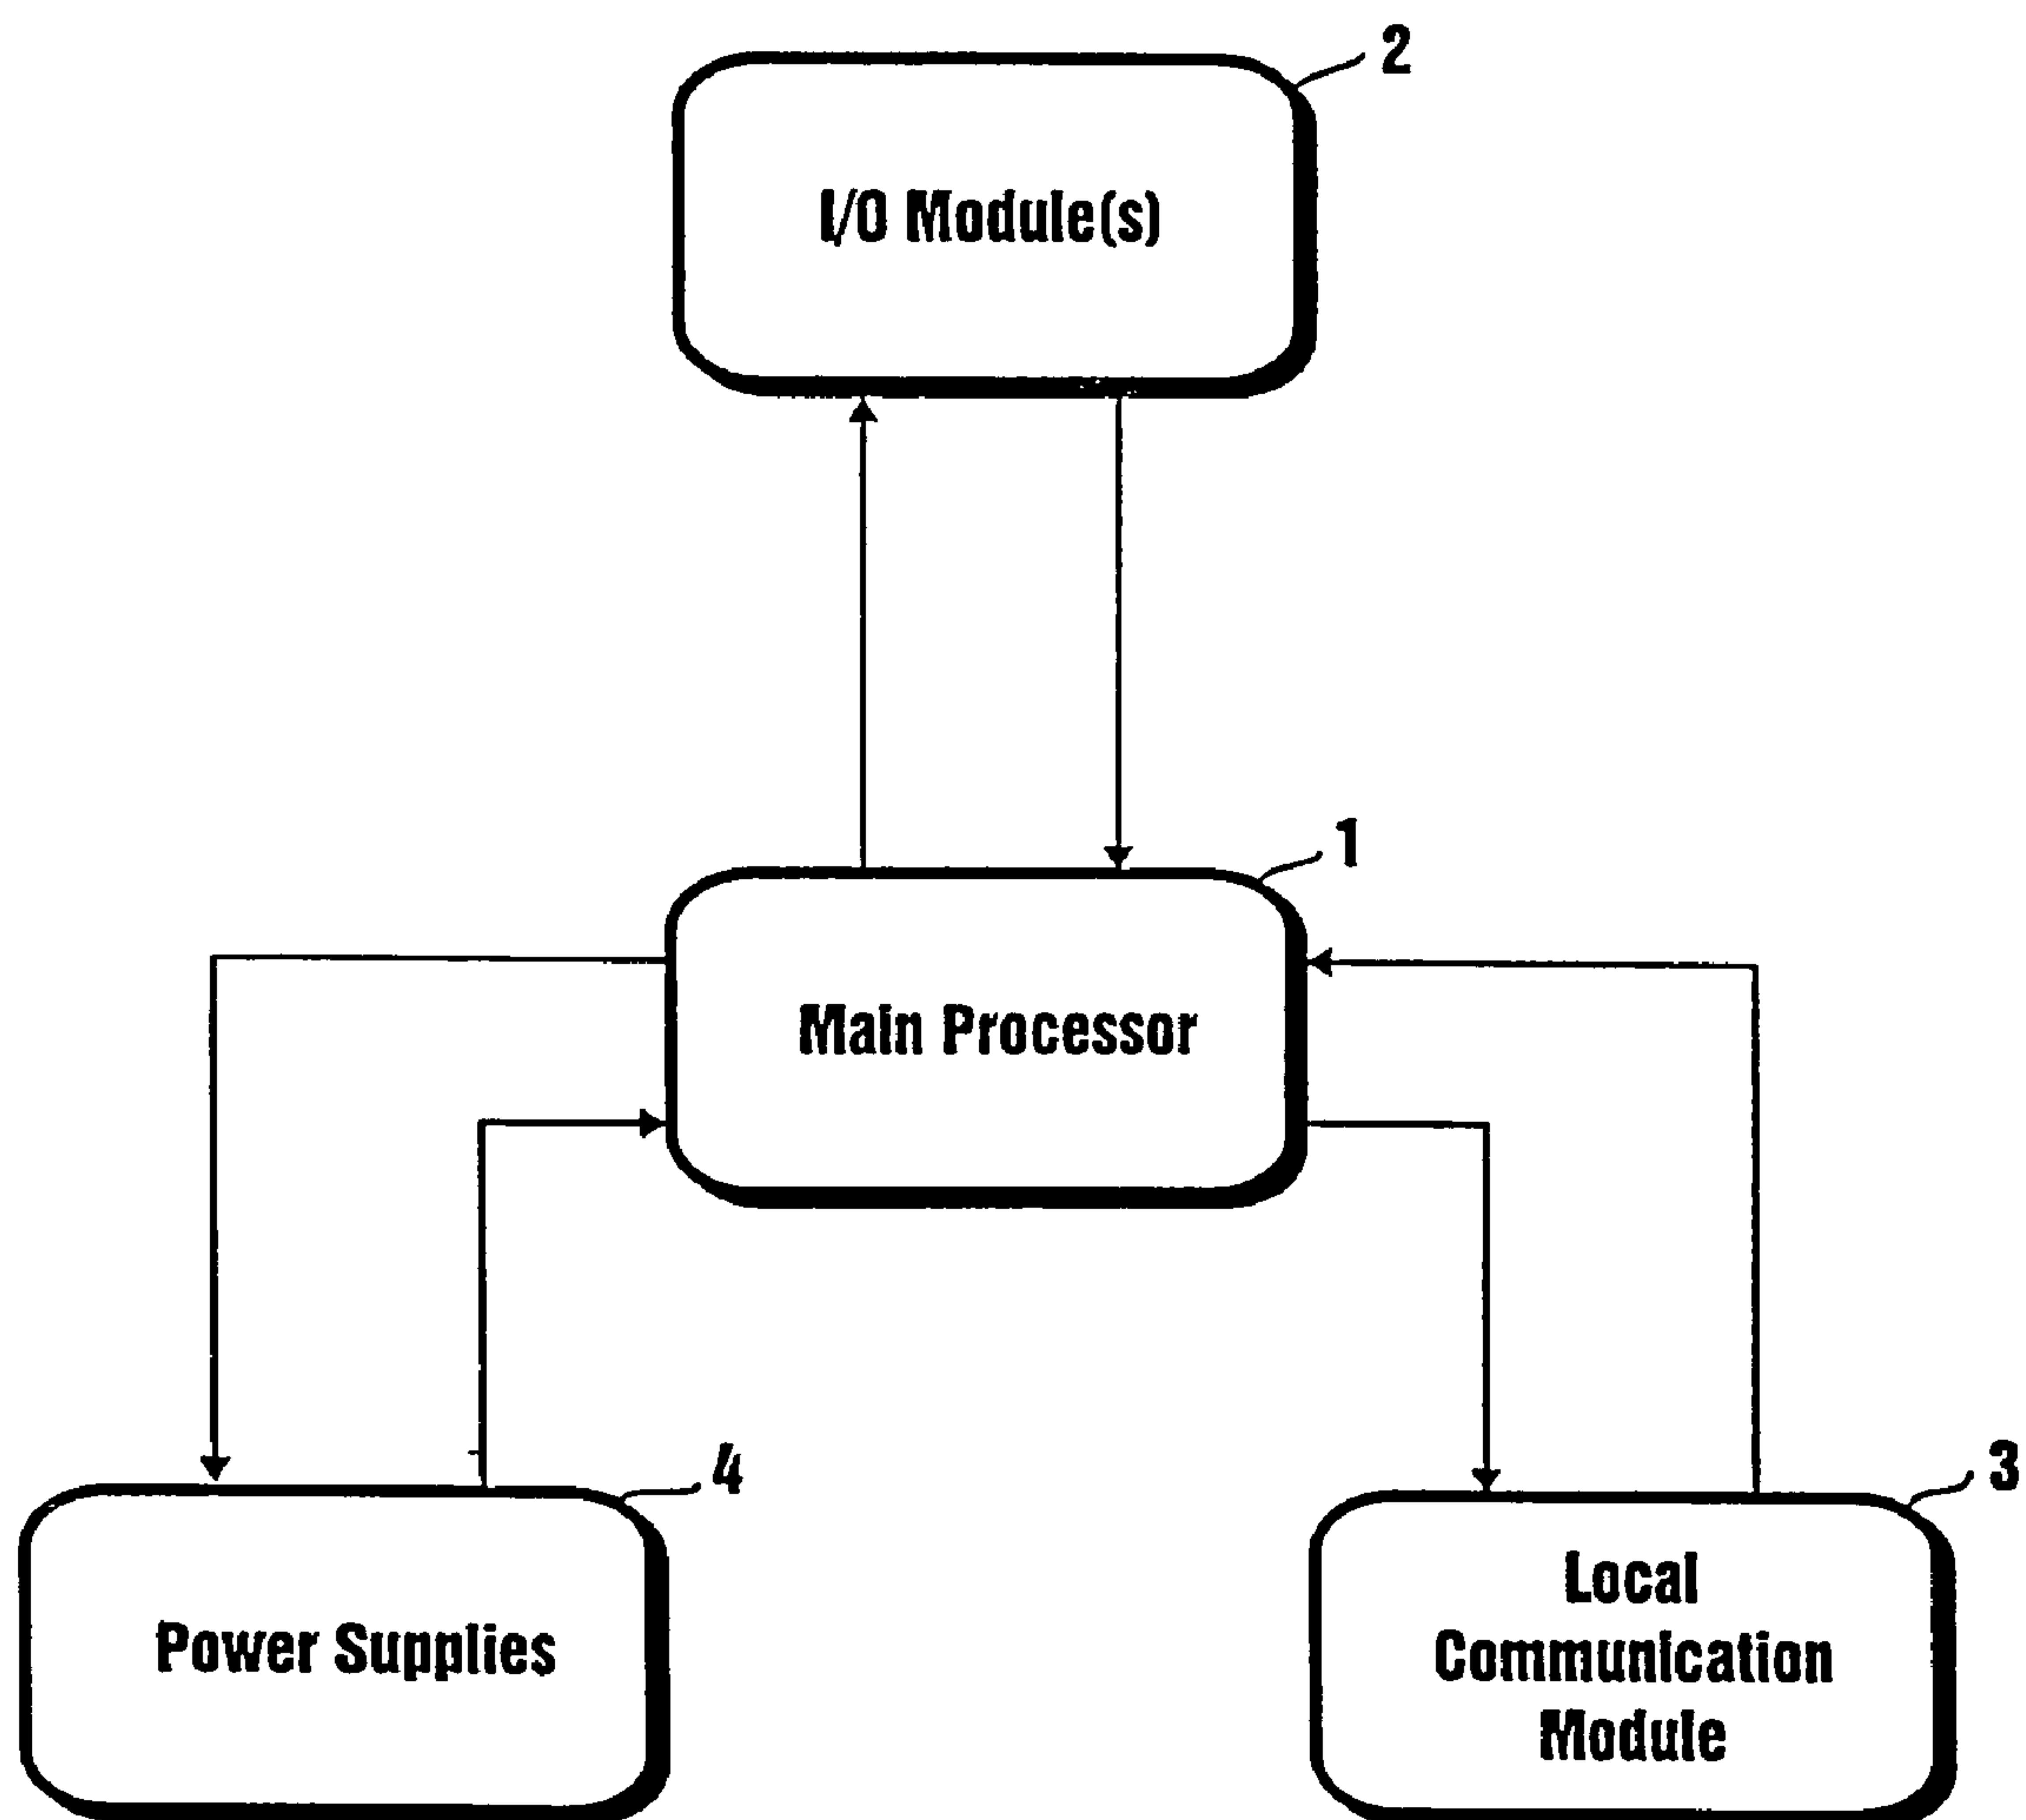 2
I/O Module(s)
1
Main Processor
4
Power Supplies
3
Local
Communication
Module